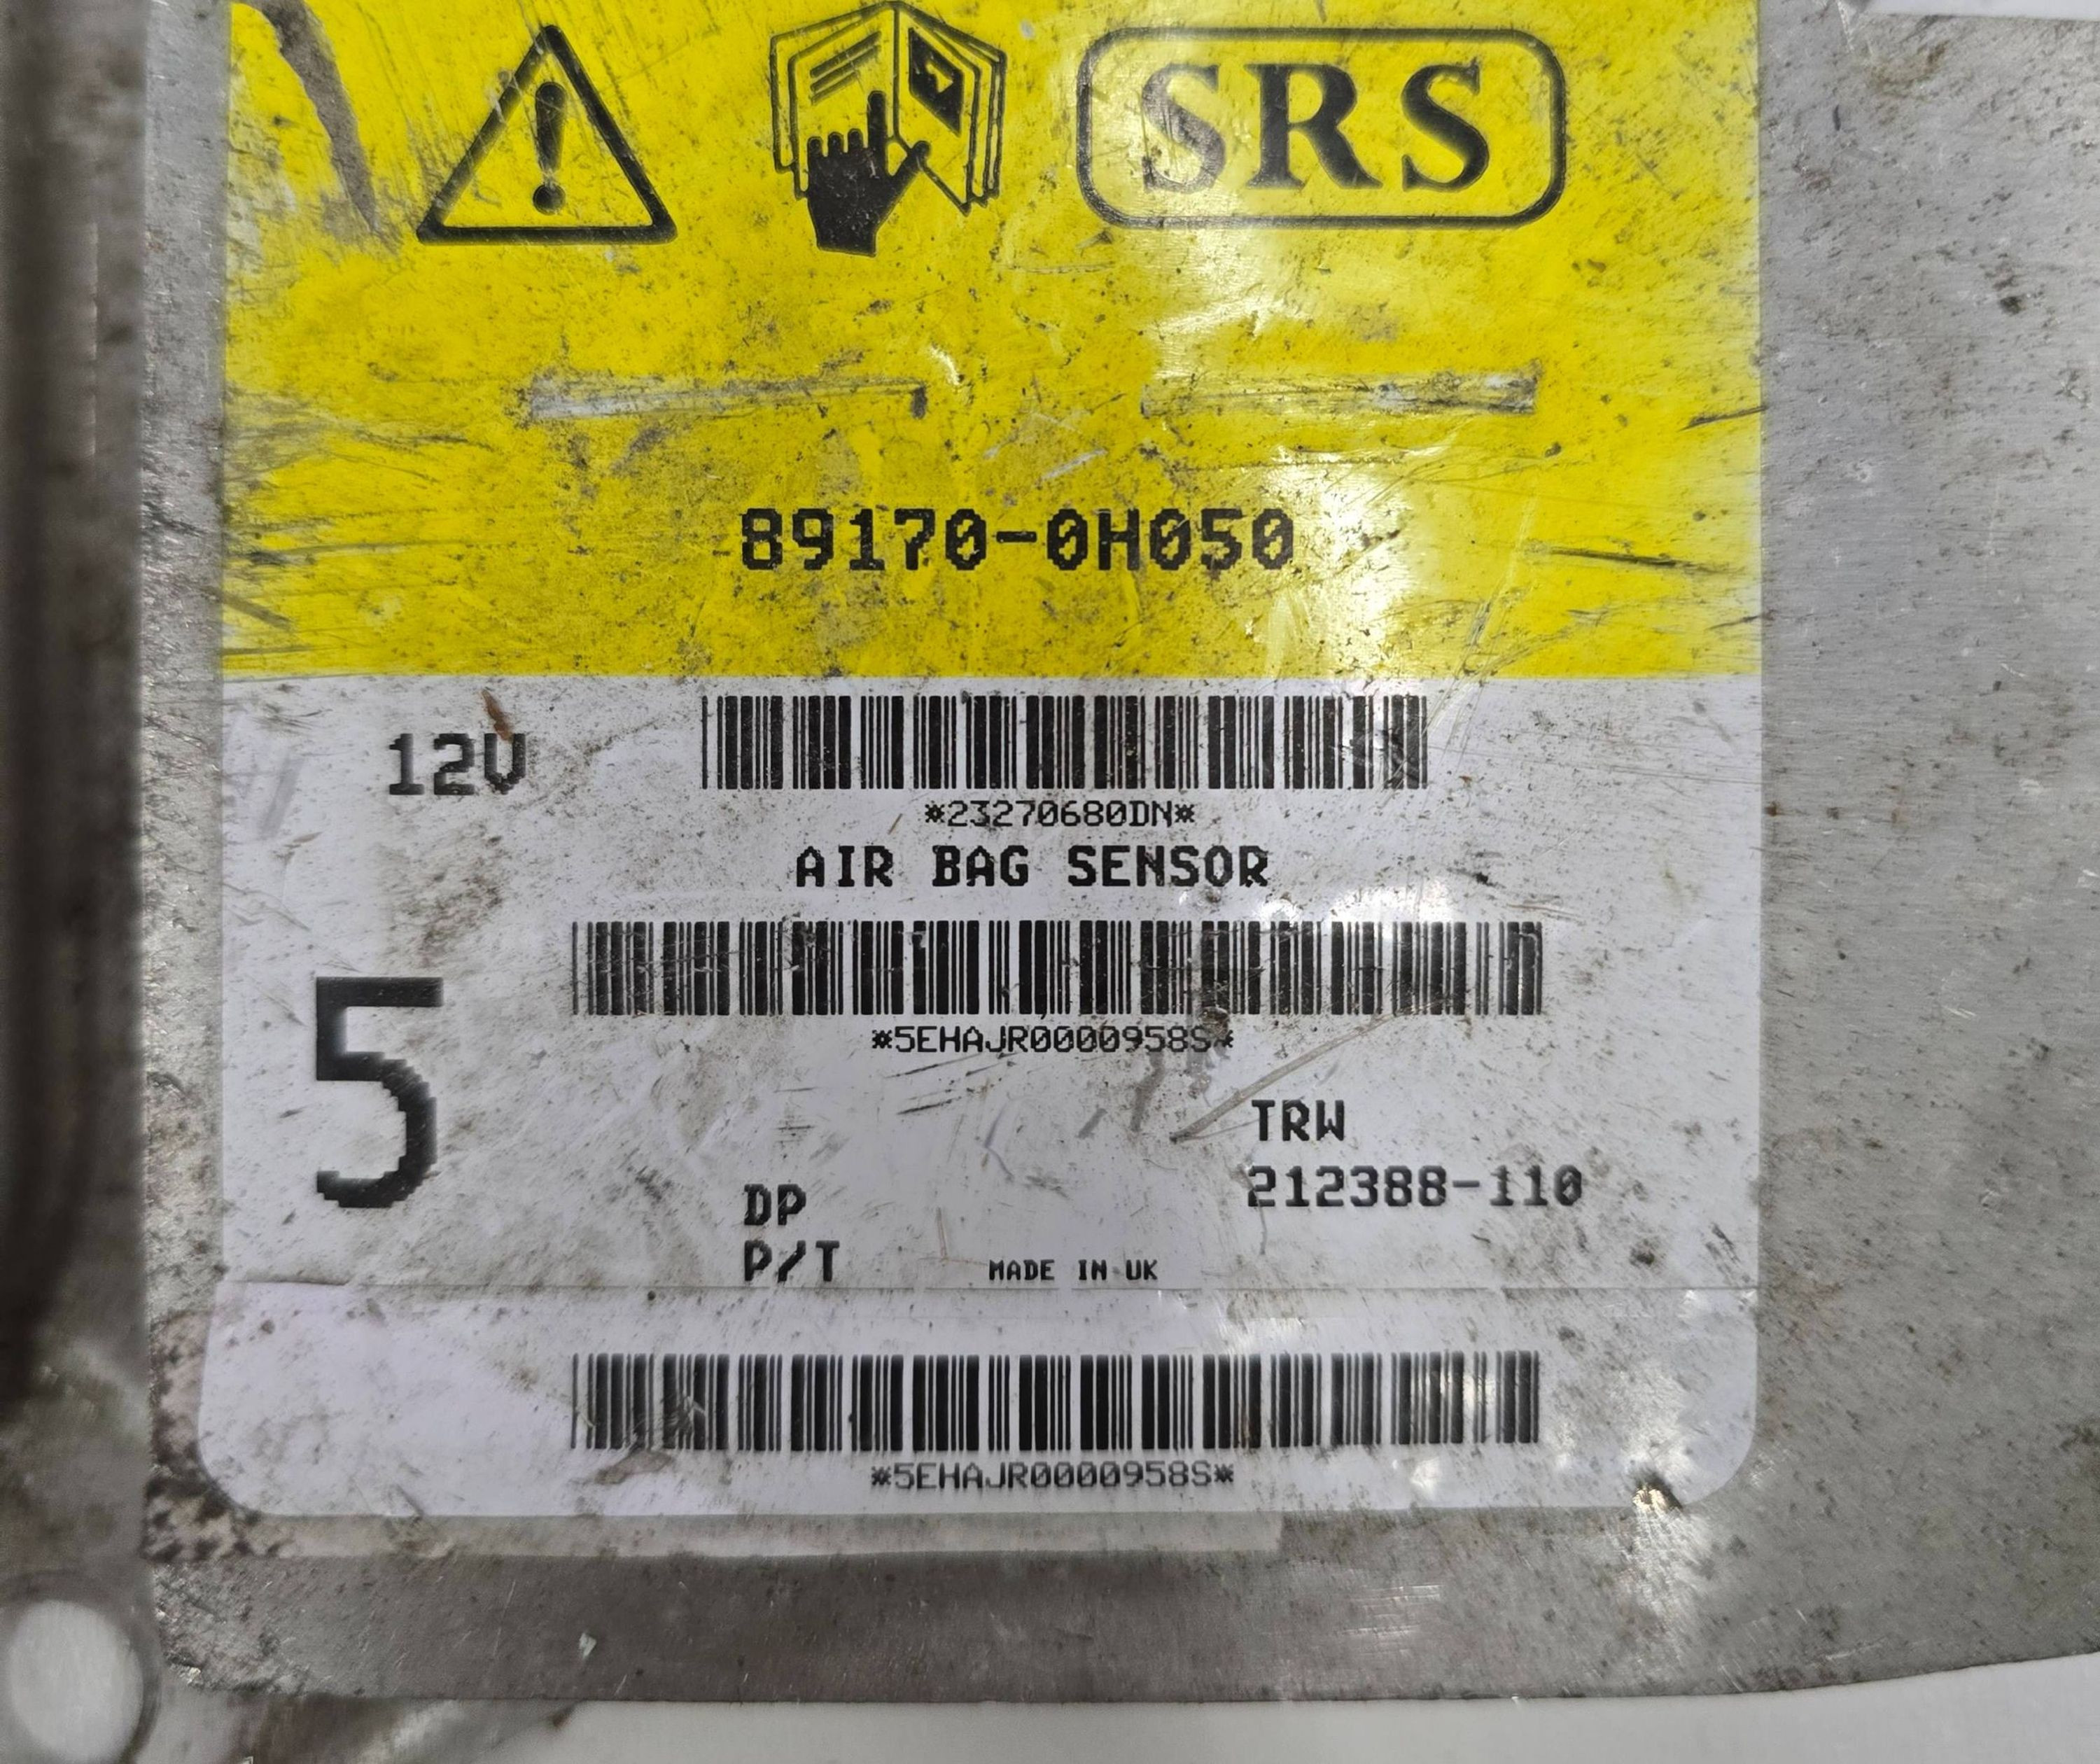 SRS
89170-0H050
12V
*23270680DN*
AIR BAG SENSOR
5
*5EHAJR0000958S*
TRW
212388-110
DP
P/T
MADE IN UK
*5EHAJR0000958S*